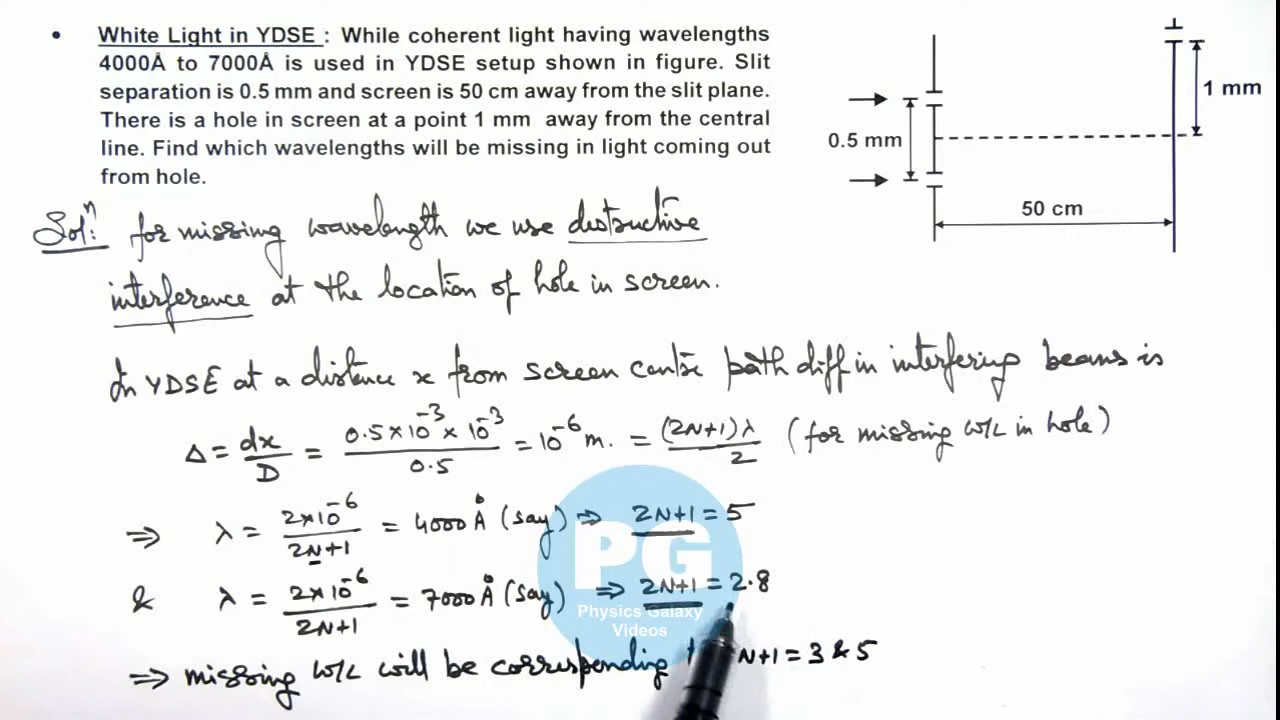 • White Light in YDSE : While coherent light having wavelengths
4000Å to 7000Å is used in YDSE setup shown in figure. Slit
separation is 0.5 mm and screen is 50 cm away from the slit plane.
There is a hole in screen at a point 1 mm away from the central
line. Find which wavelengths will be missing in light coming out
from hole.
0.5 mm
1 mm
50 cm
Solⁿ: for missing wavelength we use destructive
interference at the location of hole in screen.
In YDSE at a distance x from screen centre path diff in interfering beams is
Δ = dx/D = 0.5×10⁻³×10⁻³/0.5 = 10⁻⁶ m. = (2N+1)λ/2 (for missing w/L in hole)
⇒ λ = 2×10⁻⁶/2N+1 = 4000 Å (say) ⇒ 2N+1 = 5
& λ = 2×10⁻⁶/2N+1 = 7000 Å (say) ⇒ 2N+1 = 2.8
⇒ missing w/L will be corresponding N+1 = 3 & 5
PG
Physics Galaxy
Videos